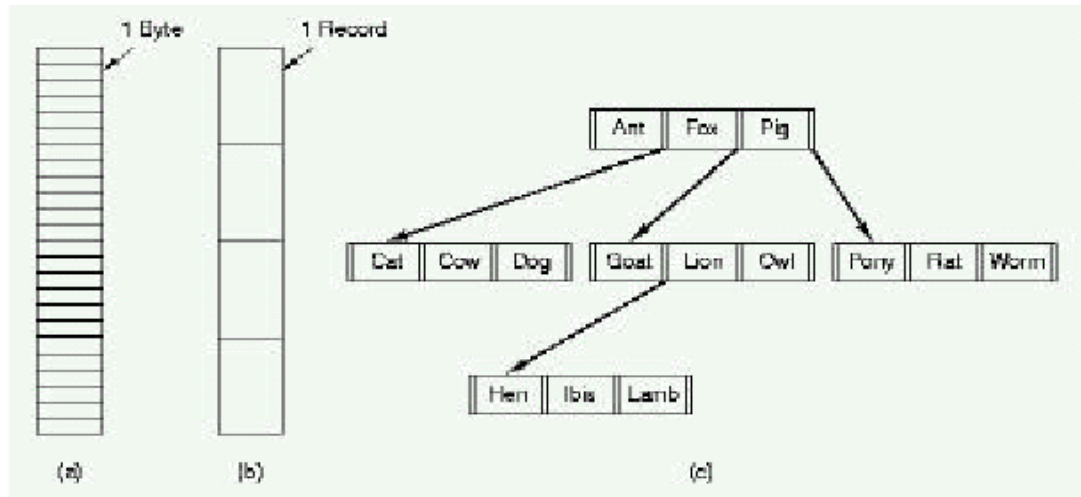 1 Byte
1 Record
Ant Fox Pig
Cat Cow Dog
Goat Lion Owl
Pony Rat Worm
Hen Ibis Lamb
(a)
(b)
(c)